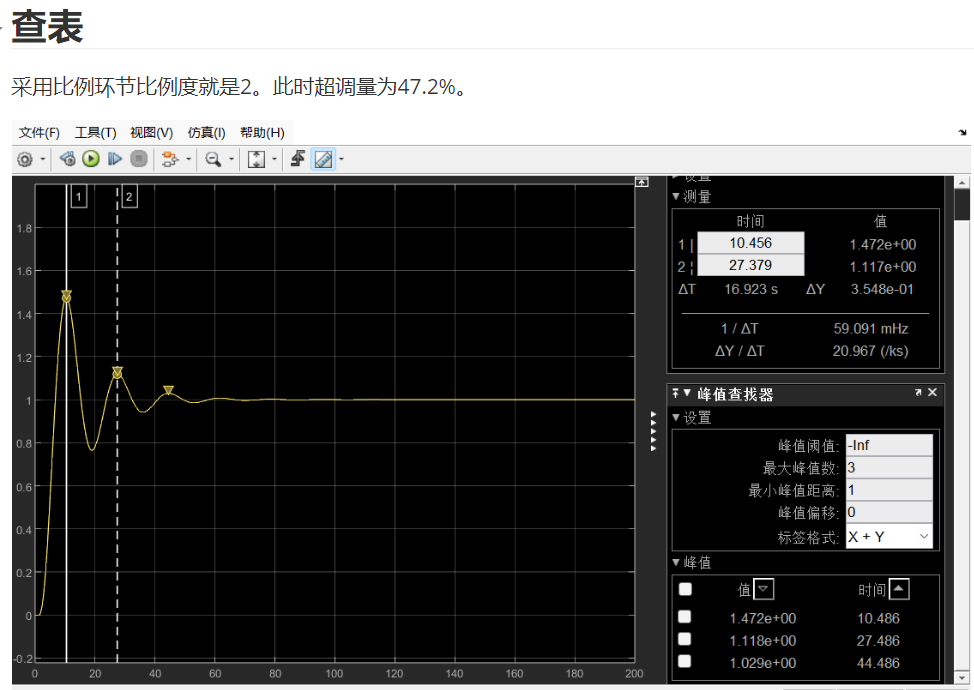 查表
采用比例环节比例度就是2。此时超调量为47.2%。
文件(F) 工具(T) 视图(V) 仿真(I) 帮助(H)
1 2
1.8
1.6
1.4
1.2
1
0.8
0.6
0.4
0.2
0
-0.2
0 20 40 60 80 100 120 140 160 180 200
设置
测量
时间 值
1 | 10.456 1.472e+00
2 ¦ 27.379 1.117e+00
ΔT 16.923 s ΔY 3.548e-01
1 / ΔT 59.091 mHz
ΔY / ΔT 20.967 (/ks)
峰值查找器
设置
峰值阈值: -Inf
最大峰值数: 3
最小峰值距离: 1
峰值偏移: 0
标签格式: X + Y
峰值
值 时间
1.472e+00 10.486
1.118e+00 27.486
1.029e+00 44.486